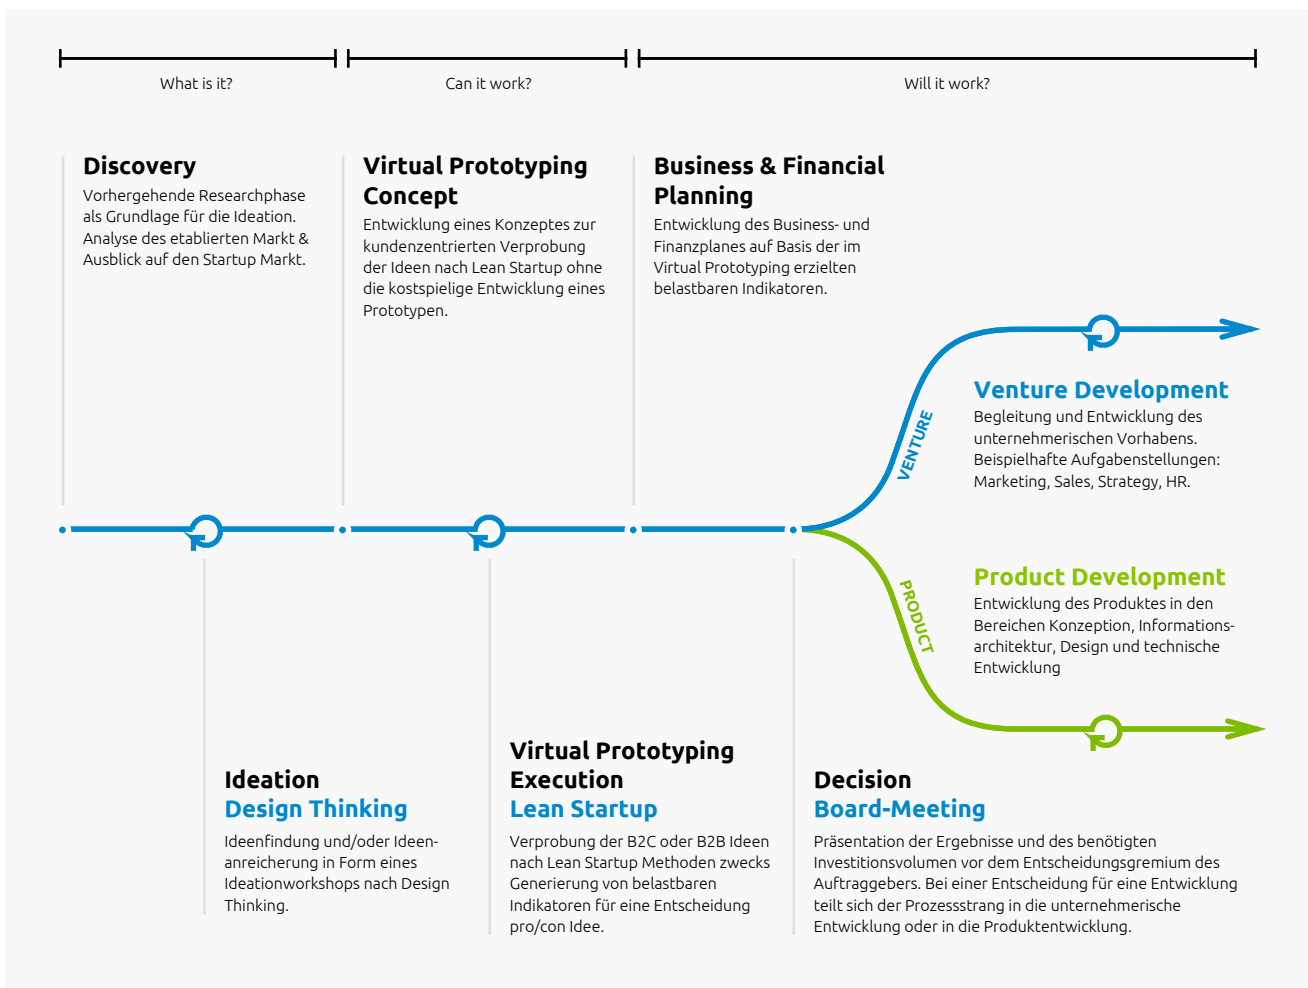 What is it?
Can it work?
Will it work?
Discovery
Vorhergehende Researchphase
als Grundlage für die Ideation.
Analyse des etablierten Markt &
Ausblick auf den Startup Markt.
Virtual Prototyping
Concept
Entwicklung eines Konzeptes zur
kundenzentrierten Verprobung
der Ideen nach Lean Startup ohne
die kostspielige Entwicklung eines
Prototypen.
Business & Financial
Planning
Entwicklung des Business- und
Finanzplanes auf Basis der im
Virtual Prototyping erzielten
belastbaren Indikatoren.
VENTURE
Venture Development
Begleitung und Entwicklung des
unternehmerischen Vorhabens.
Beispielhafte Aufgabenstellungen:
Marketing, Sales, Strategy, HR.
PRODUCT
Product Development
Entwicklung des Produktes in den
Bereichen Konzeption, Informations-
architektur, Design und technische
Entwicklung
Ideation
Design Thinking
Ideenfindung und/oder Ideen-
anreicherung in Form eines
Ideationworkshops nach Design
Thinking.
Virtual Prototyping
Execution
Lean Startup
Verprobung der B2C oder B2B Ideen
nach Lean Startup Methoden zwecks
Generierung von belastbaren
Indikatoren für eine Entscheidung
pro/con Idee.
Decision
Board-Meeting
Präsentation der Ergebnisse und des benötigten
Investitionsvolumen vor dem Entscheidungsgremium des
Auftraggebers. Bei einer Entscheidung für eine Entwicklung
teilt sich der Prozessstrang in die unternehmerische
Entwicklung oder in die Produktentwicklung.